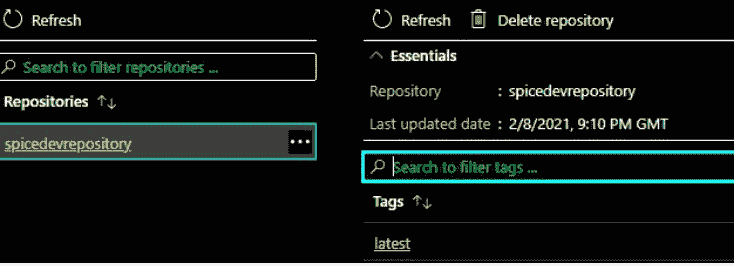 Refresh
Search to filter repositories ...
Repositories ↑↓
spicedevrepository
...
Refresh Delete repository
Essentials
Repository : spicedevrepository
Last updated date : 2/8/2021, 9:10 PM GMT
Search to filter tags ...
Tags ↑↓
latest